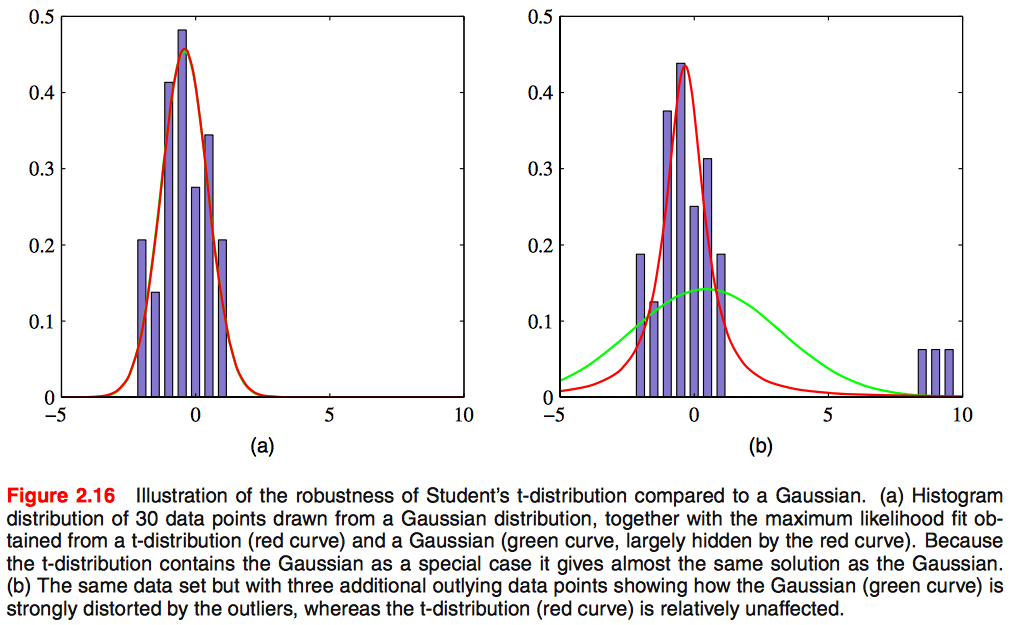 0.5
0.4
0.3
0.2
0.1
0
−5
0
5
10
(a)
0.5
0.4
0.3
0.2
0.1
0
−5
0
5
10
(b)
Figure 2.16 Illustration of the robustness of Student's t-distribution compared to a Gaussian. (a) Histogram
distribution of 30 data points drawn from a Gaussian distribution, together with the maximum likelihood fit ob-
tained from a t-distribution (red curve) and a Gaussian (green curve, largely hidden by the red curve). Because
the t-distribution contains the Gaussian as a special case it gives almost the same solution as the Gaussian.
(b) The same data set but with three additional outlying data points showing how the Gaussian (green curve) is
strongly distorted by the outliers, whereas the t-distribution (red curve) is relatively unaffected.